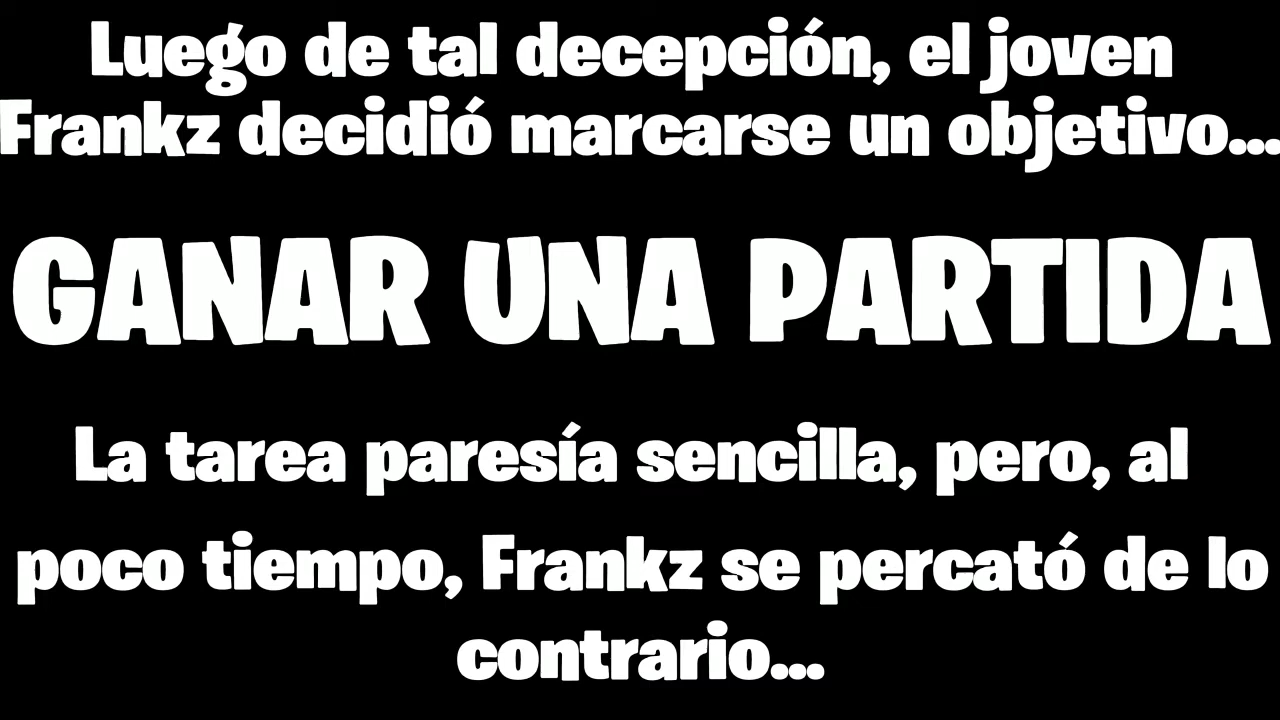 Luego de tal decepción, el joven
Frankz decidió marcarse un objetivo...
GANAR UNA PARTIDA
La tarea paresía sencilla, pero, al
poco tiempo, Frankz se percató de lo
contrario...